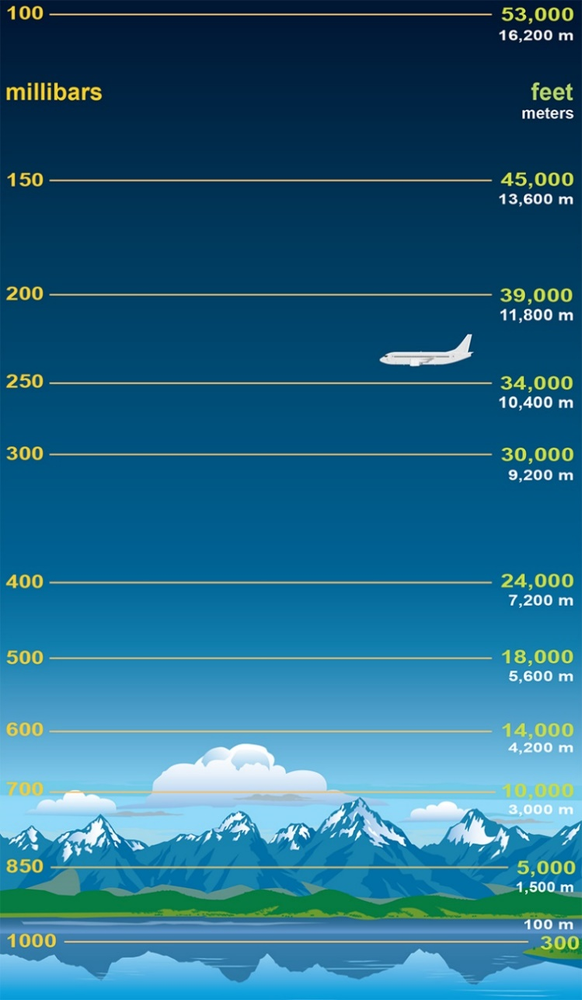 100 53,000
16,200 m
millibars feet
meters
150 45,000
13,600 m
200 39,000
11,800 m
250 34,000
10,400 m
300 30,000
9,200 m
400 24,000
7,200 m
500 18,000
5,600 m
600 14,000
4,200 m
700 10,000
3,000 m
850 5,000
1,500 m
100 m
1000 300